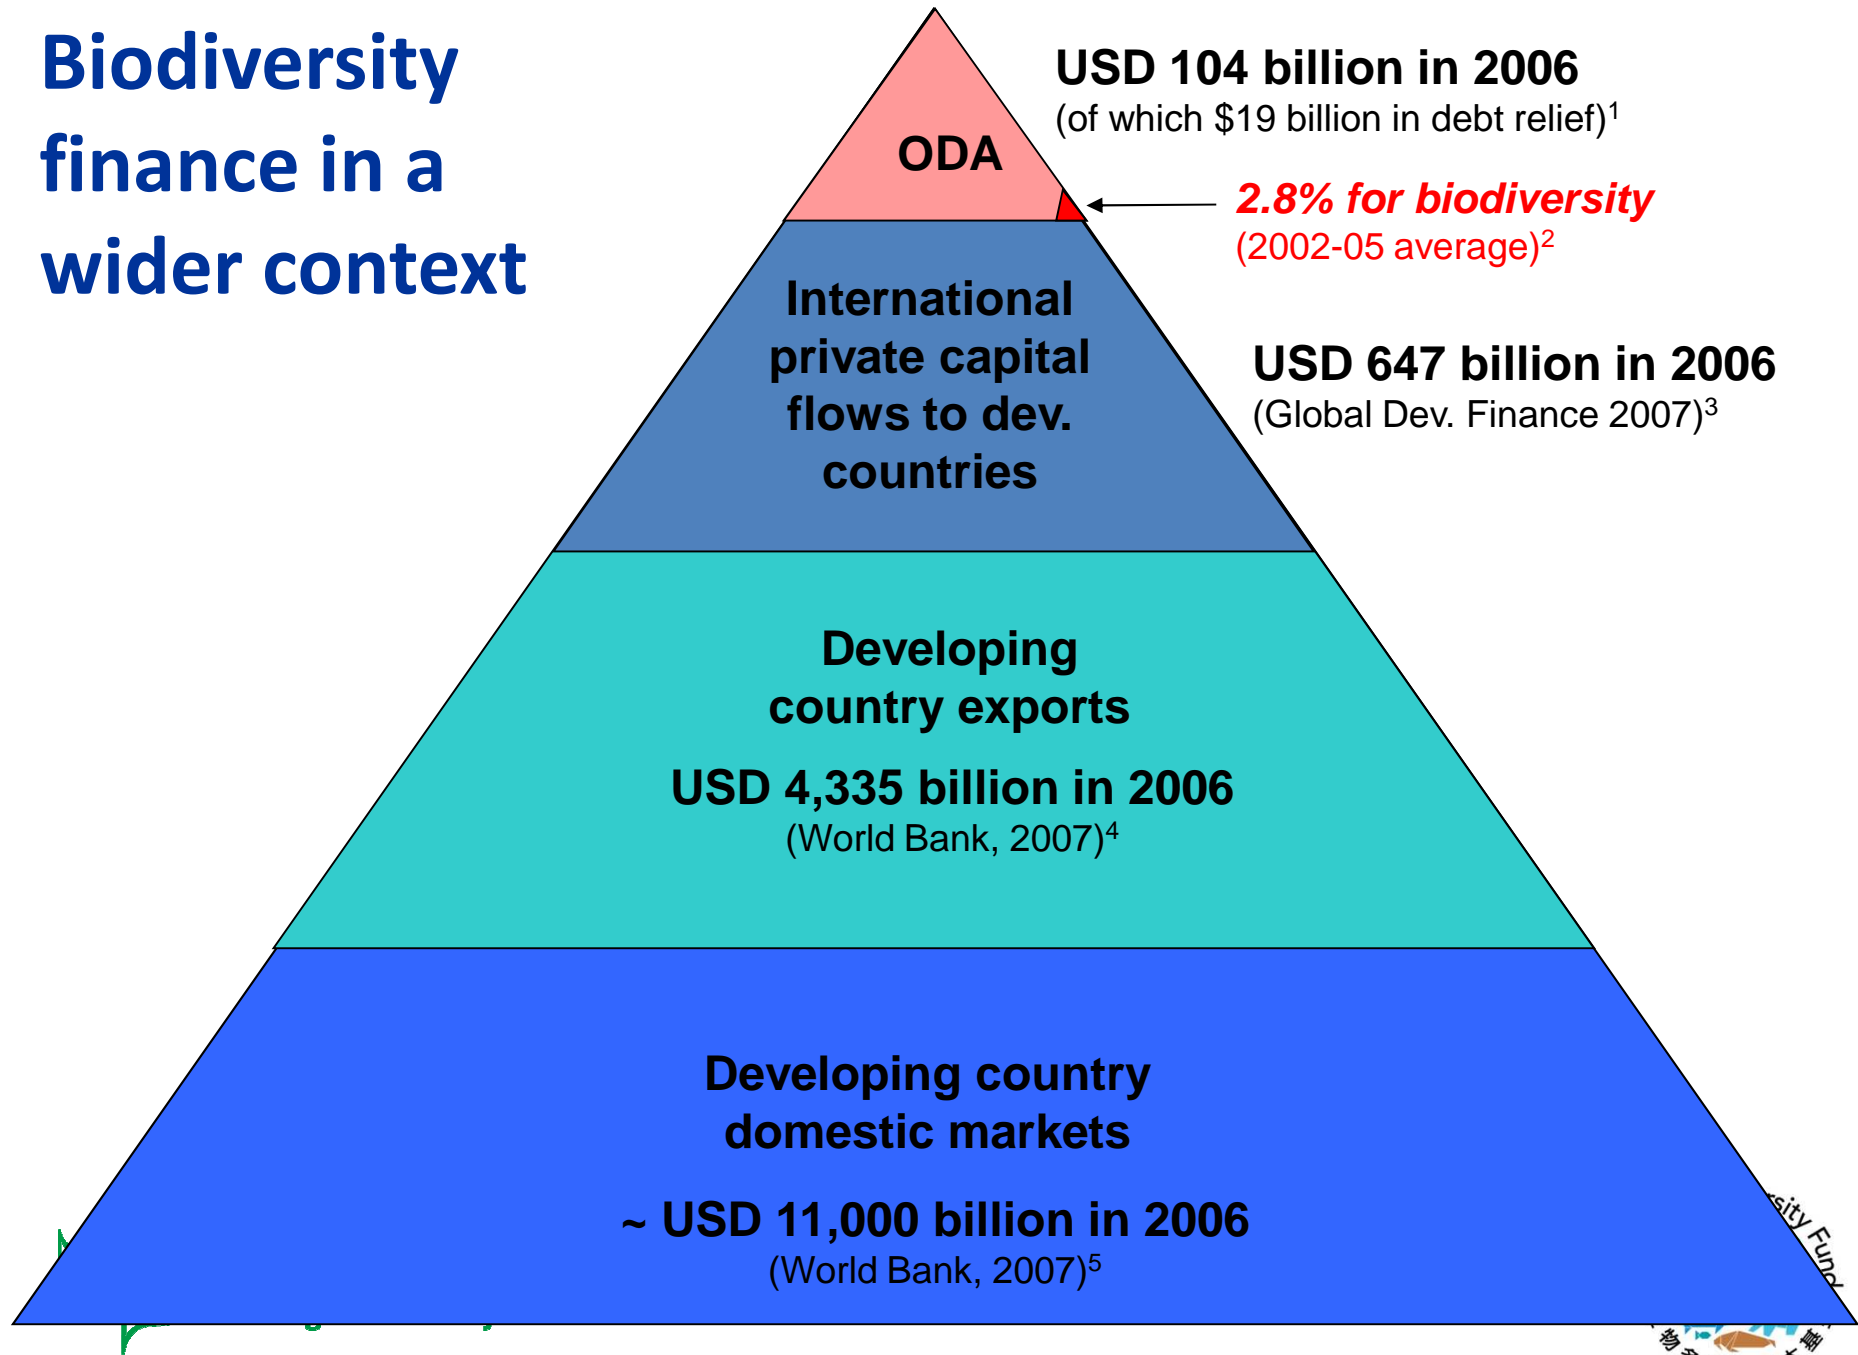 Biodiversity
finance in a
wider context
USD 104 billion in 2006
(of which $19 billion in debt relief)¹
ODA
2.8% for biodiversity
(2002-05 average)²
International
private capital
flows to dev.
countries
USD 647 billion in 2006
(Global Dev. Finance 2007)³
Developing
country exports
USD 4,335 billion in 2006
(World Bank, 2007)⁴
Developing country
domestic markets
~ USD 11,000 billion in 2006
(World Bank, 2007)⁵